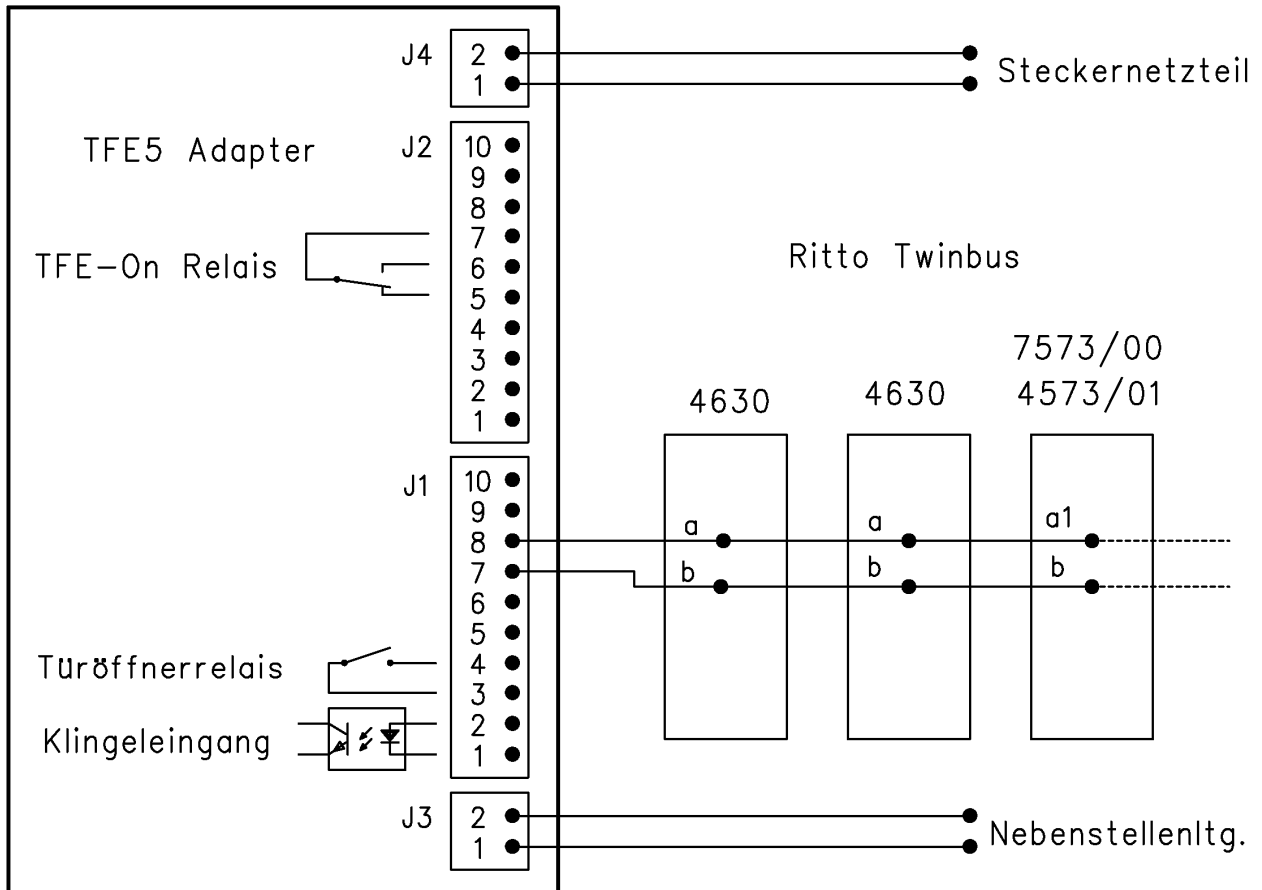 J4
2
1
Steckernetzteil
TFE5 Adapter
J2
10
9
8
7
6
5
4
3
2
1
TFE-On Relais
Ritto Twinbus
7573/00
4630
4630
4573/01
J1
10
9
8
7
6
5
4
3
2
1
a
a
a1
b
b
b
Türöffnerrelais
Klingeleingang
J3
2
1
Nebenstellenltg.